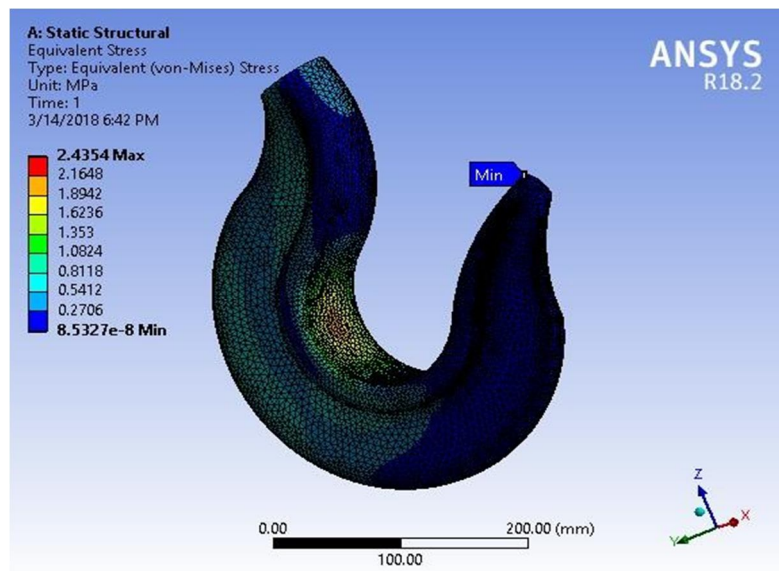 A: Static Structural
Equivalent Stress
Type: Equivalent (von-Mises) Stress
Unit: MPa
Time: 1
3/14/2018 6:42 PM
ANSYS
R18.2
2.4354 Max
2.1648
1.8942
1.6236
1.353
1.0824
0.8118
0.5412
0.2706
8.5327e-8 Min
Min
0.00
200.00 (mm)
100.00
Z
X
Y